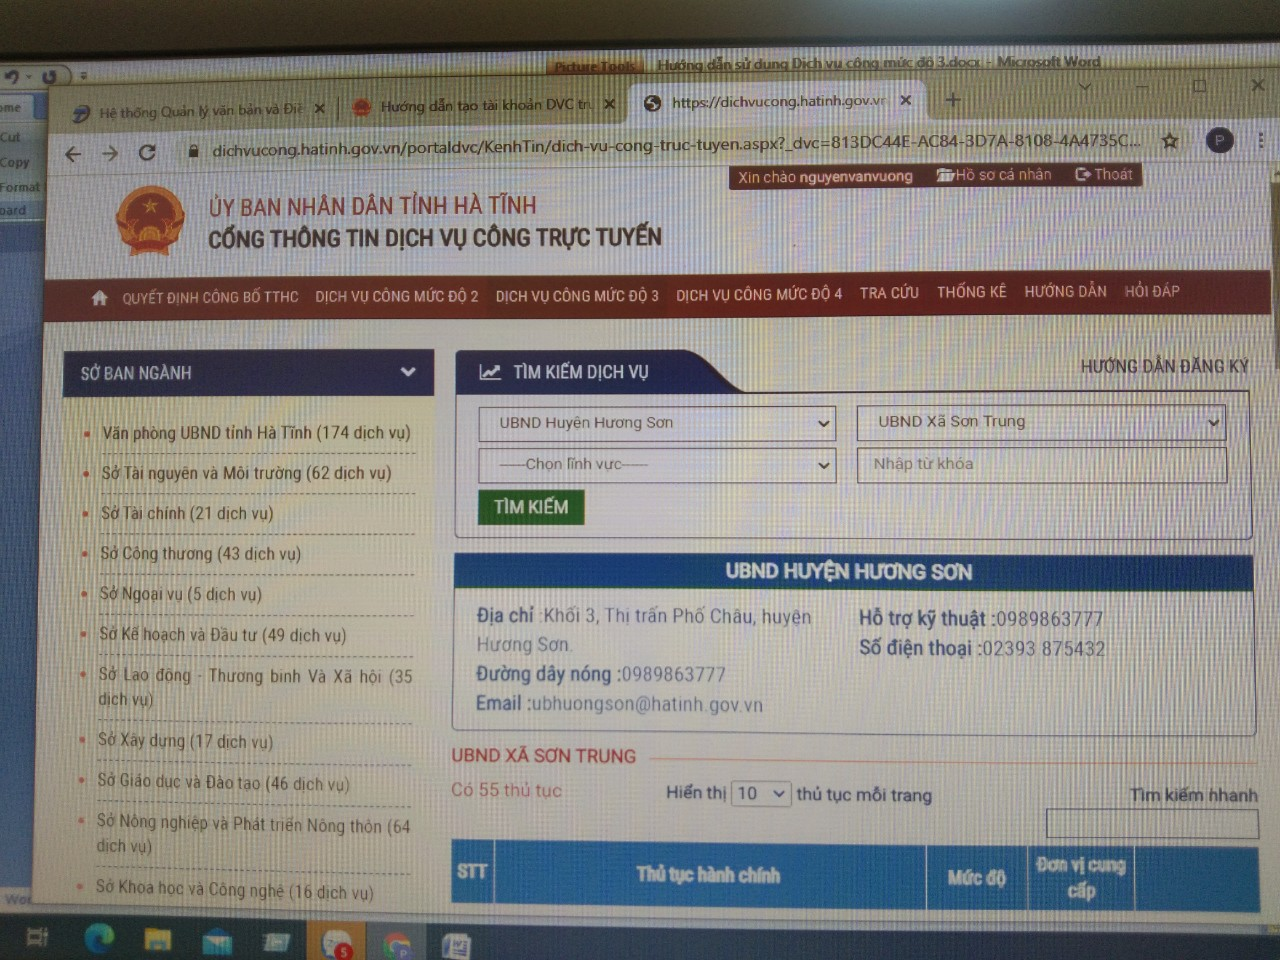 Picture Tools
Hướng dẫn sử dụng Dich vu công mức độ 3.docx - Microsoft Word
ome
Cut
Copy
Format
oard
Hệ thống Quản lý văn bản và Điề
Hướng dẫn tạo tài khoản DVC trự
https://dichvucong.hatinh.gov.vn
dichvucong.hatinh.gov.vn/portaldvc/KenhTin/dich-vu-cong-truc-tuyen.aspx?_dvc=813DC44E-AC84-3D7A-8108-4A4735C...
P
Xin chào nguyenvanvuong
Hồ sơ cá nhân
Thoát
ỦY BAN NHÂN DÂN TỈNH HÀ TĨNH
CỔNG THÔNG TIN DỊCH VỤ CÔNG TRỰC TUYẾN
QUYẾT ĐỊNH CÔNG BỐ TTHC DỊCH VỤ CÔNG MỨC ĐỘ 2 DỊCH VỤ CÔNG MỨC ĐỘ 3 DỊCH VỤ CÔNG MỨC ĐỘ 4 TRA CỨU THỐNG KÊ HƯỚNG DẪN HỎI ĐÁP
SỞ BAN NGÀNH
Văn phòng UBND tỉnh Hà Tĩnh (174 dịch vụ)
Sở Tài nguyên và Môi trường (62 dịch vụ)
Sở Tài chính (21 dịch vụ)
Sở Công thương (43 dịch vụ)
Sở Ngoại vụ (5 dịch vụ)
Sở Kế hoạch và Đầu tư (49 dịch vụ)
Sở Lao động - Thương binh Và Xã hội (35
dịch vụ)
Sở Xây dựng (17 dịch vụ)
Sở Giáo dục và Đào tạo (46 dịch vụ)
Sở Nông nghiệp và Phát triển Nông thôn (64
dịch vụ)
Sở Khoa học và Công nghệ (16 dịch vụ)
TÌM KIẾM DỊCH VỤ
HƯỚNG DẪN ĐĂNG KÝ
UBND Huyện Hương Sơn
UBND Xã Sơn Trung
-----Chọn lĩnh vực-----
Nhập từ khóa
TÌM KIẾM
UBND HUYỆN HƯƠNG SƠN
Địa chỉ :Khối 3, Thị trấn Phố Châu, huyện
Hương Sơn.
Đường dây nóng :0989863777
Email :ubhuongson@hatinh.gov.vn
Hỗ trợ kỹ thuật :0989863777
Số điện thoại :02393 875432
UBND XÃ SƠN TRUNG
Có 55 thủ tục
Hiển thị 10 thủ tục mỗi trang
Tìm kiếm nhanh
STT
Thủ tục hành chính
Mức độ
Đơn vị cung
cấp
Wor
5
P